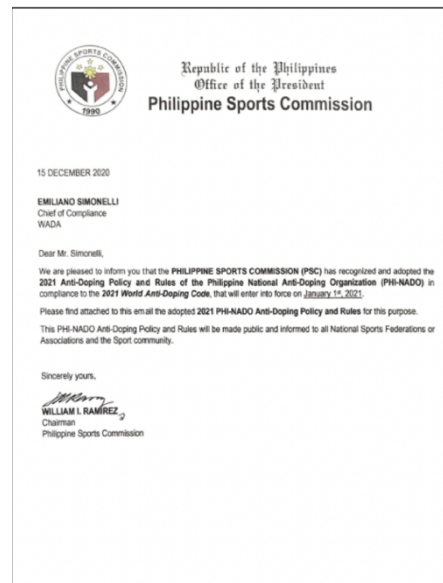 PHILIPPINE SPORTS COMMISSION
1990
Republic of the Philippines
Office of the President
Philippine Sports Commission
15 DECEMBER 2020
EMILIANO SIMONELLI
Chief of Compliance
WADA
Dear Mr. Simonelli,
We are pleased to inform you that the PHILIPPINE SPORTS COMMISSION (PSC) has recognized and adopted the
2021 Anti-Doping Policy and Rules of the Philippine National Anti-Doping Organization (PHI-NADO) in
compliance to the 2021 World Anti-Doping Code, that will enter into force on January 1st, 2021.
Please find attached to this email the adopted 2021 PHI-NADO Anti-Doping Policy and Rules for this purpose.
This PHI-NADO Anti-Doping Policy and Rules will be made public and informed to all National Sports Federations or
Associations and the Sport community.
Sincerely yours,
WILLIAM I. RAMIREZ
Chairman
Philippine Sports Commission